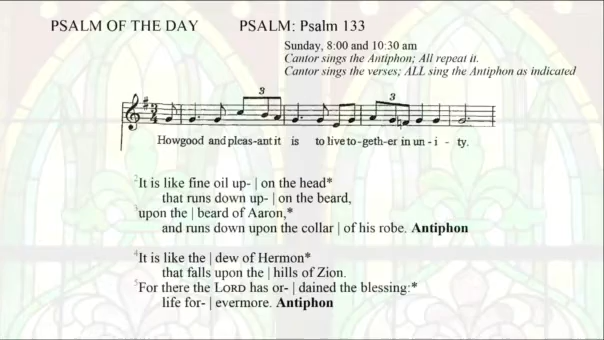 PSALM OF THE DAY PSALM: Psalm 133
Sunday, 8:00 and 10:30 am
Cantor sings the Antiphon; All repeat it.
Cantor sings the verses; ALL sing the Antiphon as indicated
3 3
3 4
Howgood and pleas-ant it is to live to-geth-er in un - i - ty.
2It is like fine oil up- | on the head*
that runs down up- | on the beard,
3upon the | beard of Aaron,*
and runs down upon the collar | of his robe. Antiphon
4It is like the | dew of Hermon*
that falls upon the | hills of Zion.
5For there the LORD has or- | dained the blessing:*
life for- | evermore. Antiphon